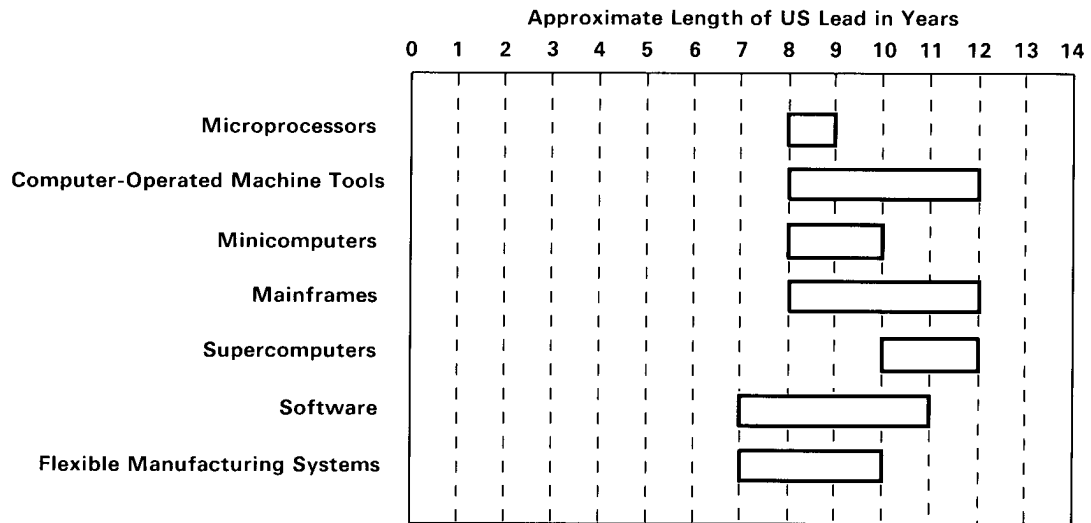 Approximate Length of US Lead in Years
0 1 2 3 4 5 6 7 8 9 10 11 12 13 14
Microprocessors
Computer-Operated Machine Tools
Minicomputers
Mainframes
Supercomputers
Software
Flexible Manufacturing Systems